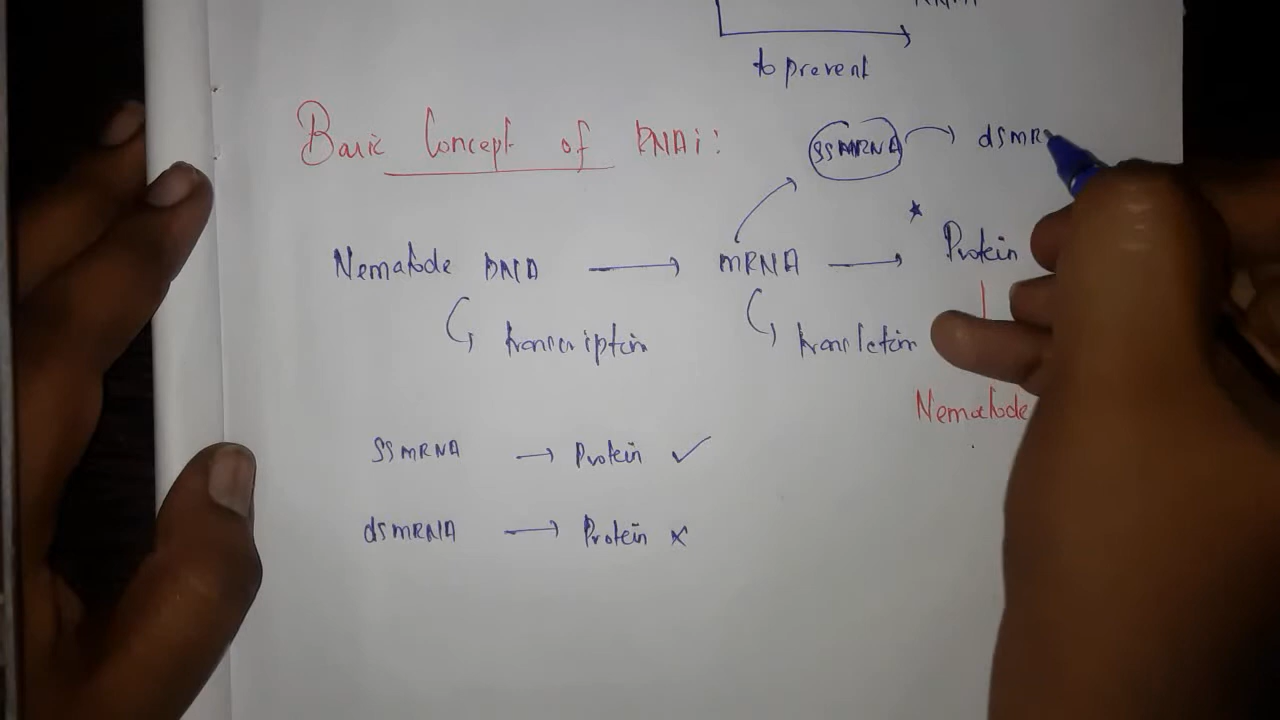 to prevent
Basic Concept of RNAi:
ssmRNA → dsmR
Nematode DNA → mRNA → Protein
transcription
translation
Nematode
ssmRNA → Protein ✓
dsmRNA → Protein ×